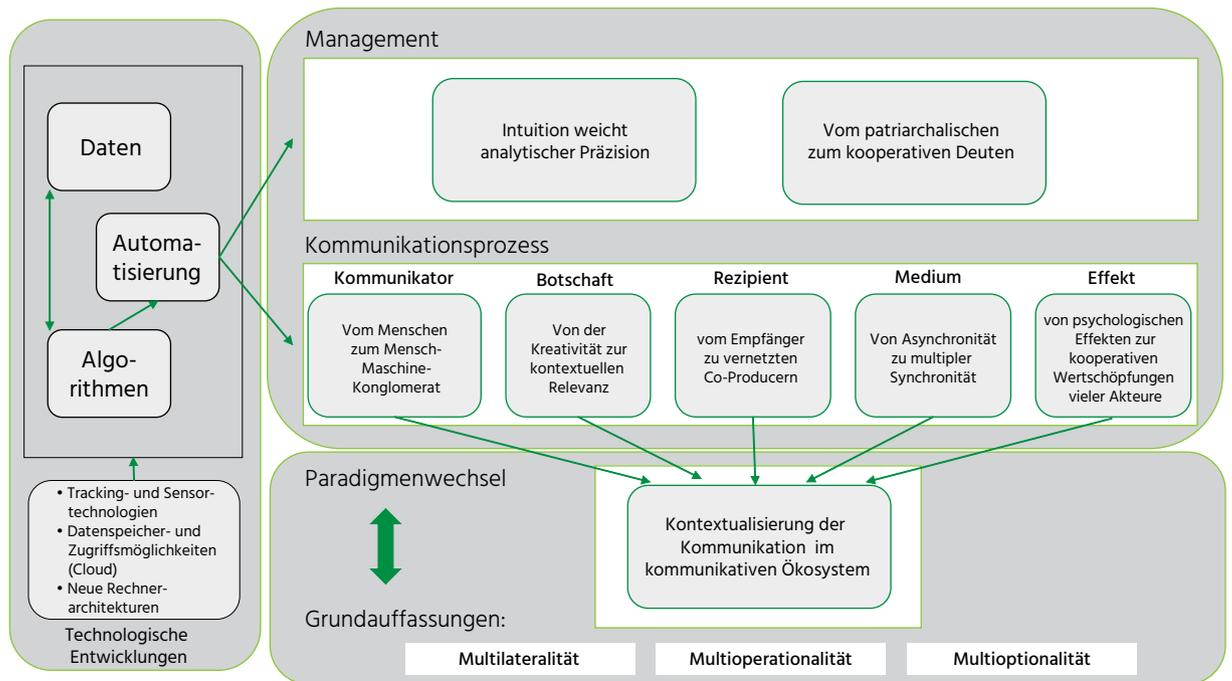 Daten
Automa-
tisierung
Algo-
rithmen
• Tracking- und Sensor-
technologien
• Datenspeicher- und
Zugriffsmöglichkeiten
(Cloud)
• Neue Rechner-
architekturen
Technologische
Entwicklungen
Management
Intuition weicht
analytischer Präzision
Vom patriarchalischen
zum kooperativen Deuten
Kommunikationsprozess
Kommunikator
Vom Menschen
zum Mensch-
Maschine-
Konglomerat
Botschaft
Von der
Kreativität zur
kontextuellen
Relevanz
Rezipient
vom Empfänger
zu vernetzten
Co-Producern
Medium
Von Asynchronität
zu multipler
Synchronität
Effekt
von psychologischen
Effekten zur
kooperativen
Wertschöpfungen
vieler Akteure
Paradigmenwechsel
Kontextualisierung der
Kommunikation im
kommunikativen Ökosystem
Grundauffassungen:
Multilateralität
Multioperationalität
Multioptionalität